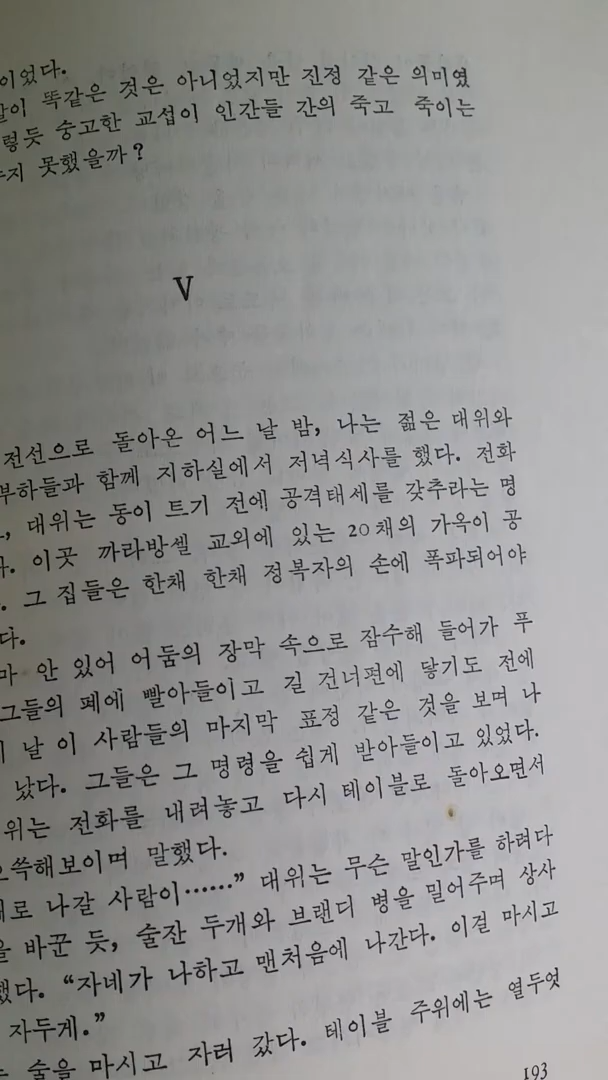 이었다.
똑같은 것은 아니었지만 진정 같은 의미였
숭고한 교섭이 인간들 간의 죽고 죽이는
못했을까?
V
전선으로 돌아온 어느 날 밤, 나는 젊은 대위와
부하들과 함께 지하실에서 저녁식사를 했다. 전화
대위는 동이 트기 전에 공격태세를 갖추라는 명
이곳 까라방셀 교외에 있는 20채의 가옥이 공
그 집들은 한채 한채 정복자의 손에 폭파되어야
다.
안 있어 어둠의 장막 속으로 잠수해 들어가 푸
그들의 폐에 빨아들이고 길 건너편에 닿기도 전에
날 이 사람들의 마지막 표정 같은 것을 보며 나
났다. 그들은 그 명령을 쉽게 받아들이고 있었다.
위는 전화를 내려놓고 다시 테이블로 돌아오면서
쓱해보이며 말했다.
로 나갈 사람이……” 대위는 무슨 말인가를 하려다
바꾼 듯, 술잔 두개와 브랜디 병을 밀어주며 상사
했다. “자네가 나하고 맨처음에 나간다. 이걸 마시고
자두게.”
술을 마시고 자러 갔다. 테이블 주위에는 열두엇
193